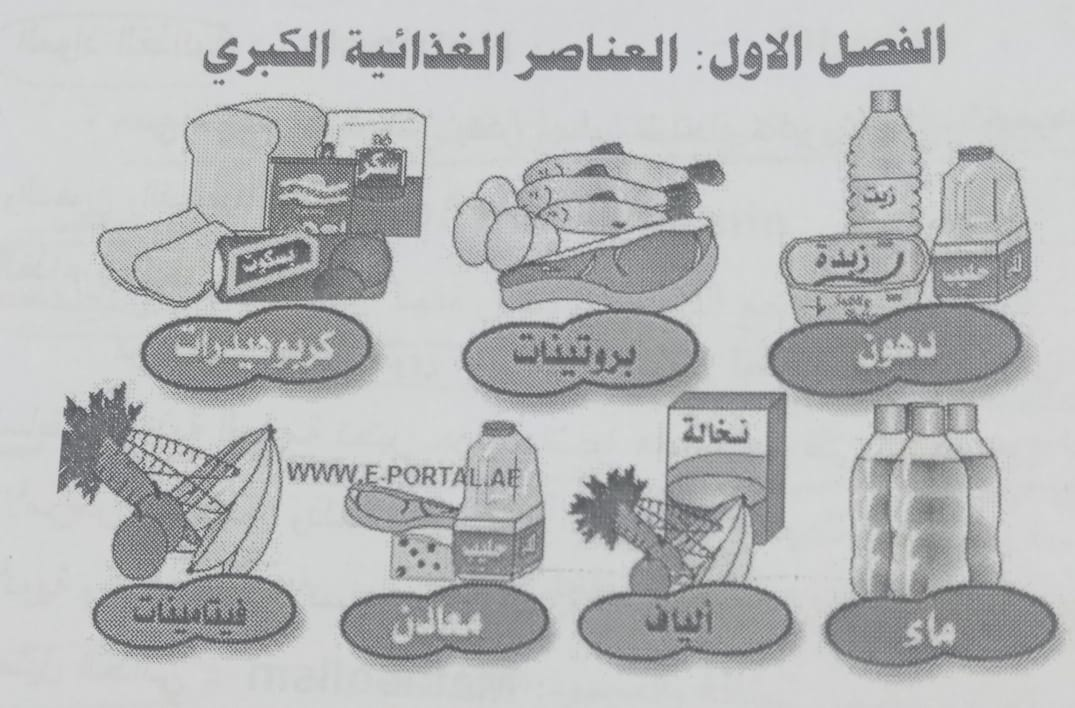 الفصل الاول: العناصر الغذائية الكبري
زيت
زبدة
حليب
سكر
بسكوت
دهون
بروتينات
كربوهيدرات
نخالة
WWW.E-PORTAL.AE
حليب
ماء
ألياف
معادن
فيتامينات